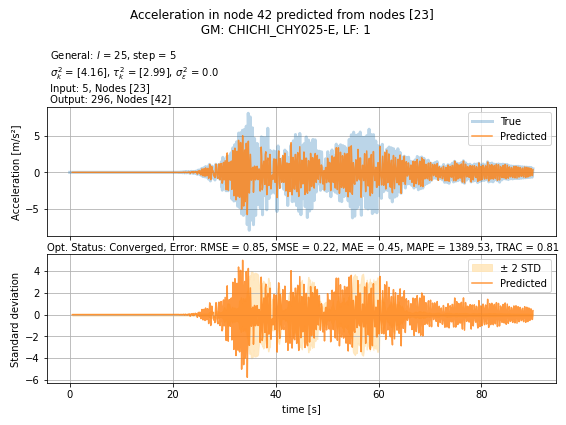 Acceleration in node 42 predicted from nodes [23]
GM: CHICHI_CHY025-E, LF: 1
General: l = 25, step = 5
σ²ₖ = [4.16], τ²ₖ = [2.99], σ²ε = 0.0
Input: 5, Nodes [23]
Output: 296, Nodes [42]
True
Predicted
Acceleration [m/s²]
5
0
−5
Opt. Status: Converged, Error: RMSE = 0.85, SMSE = 0.22, MAE = 0.45, MAPE = 1389.53, TRAC = 0.81
± 2 STD
Predicted
Standard deviation
4
2
0
−2
−4
−6
0 20 40 60 80
time [s]